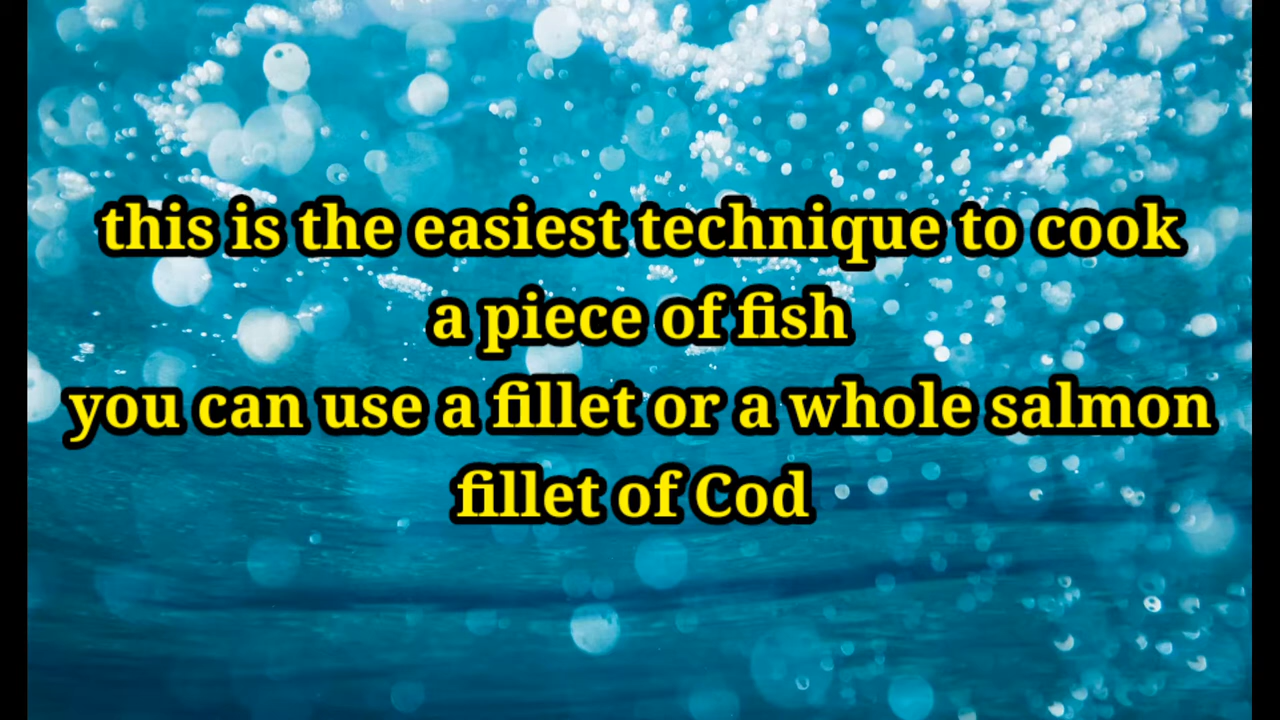 this is the easiest technique to cook
a piece of fish
you can use a fillet or a whole salmon
fillet of Cod